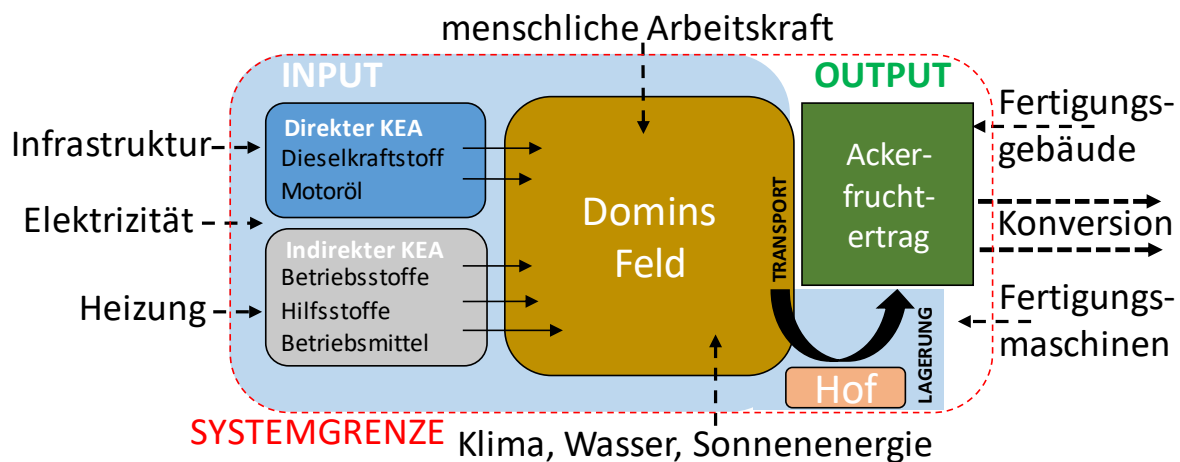 menschliche Arbeitskraft
INPUT
OUTPUT
Infrastruktur
Elektrizität
Heizung
Direkter KEA
Dieselkraftstoff
Motoröl
Indirekter KEA
Betriebsstoffe
Hilfsstoffe
Betriebsmittel
Domins
Feld
TRANSPORT
Acker-
frucht-
ertrag
LAGERUNG
Hof
Fertigungs-
gebäude
Konversion
Fertigungs-
maschinen
SYSTEMGRENZE
Klima, Wasser, Sonnenenergie